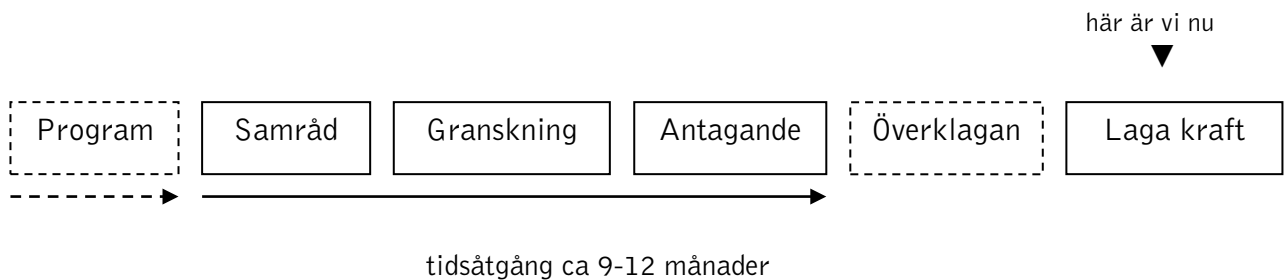 här är vi nu
Program Samråd Granskning Antagande Överklagan Laga kraft
tidsåtgång ca 9-12 månader